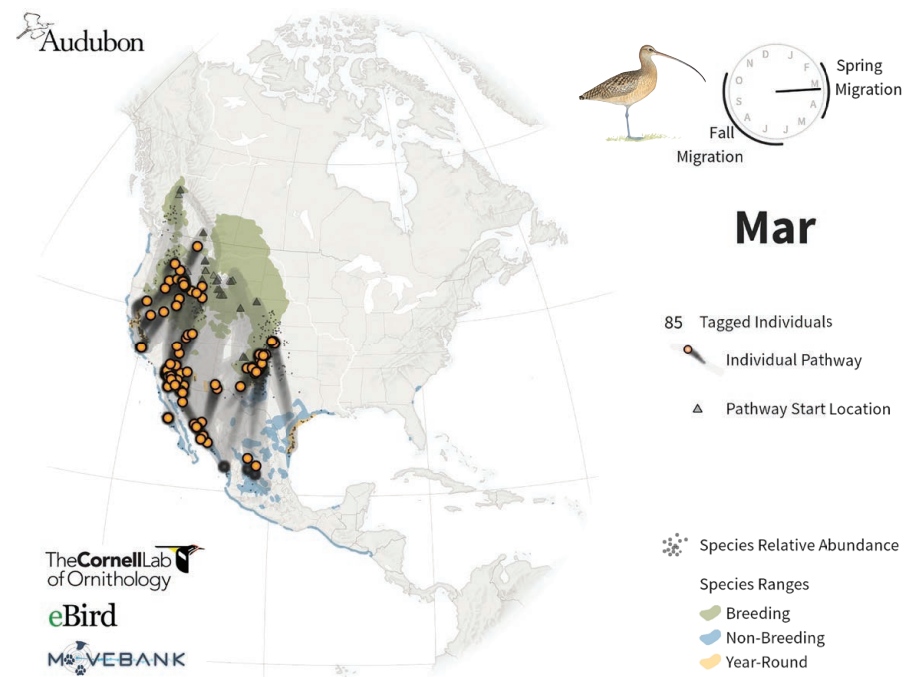 Audubon
D
J
F
M
A
M
J
J
A
S
O
N
Spring
Migration
Fall
Migration
Mar
85 Tagged Individuals
Individual Pathway
Pathway Start Location
Species Relative Abundance
Species Ranges
Breeding
Non-Breeding
Year-Round
TheCornellLab
of Ornithology
eBird
MOVEBANK